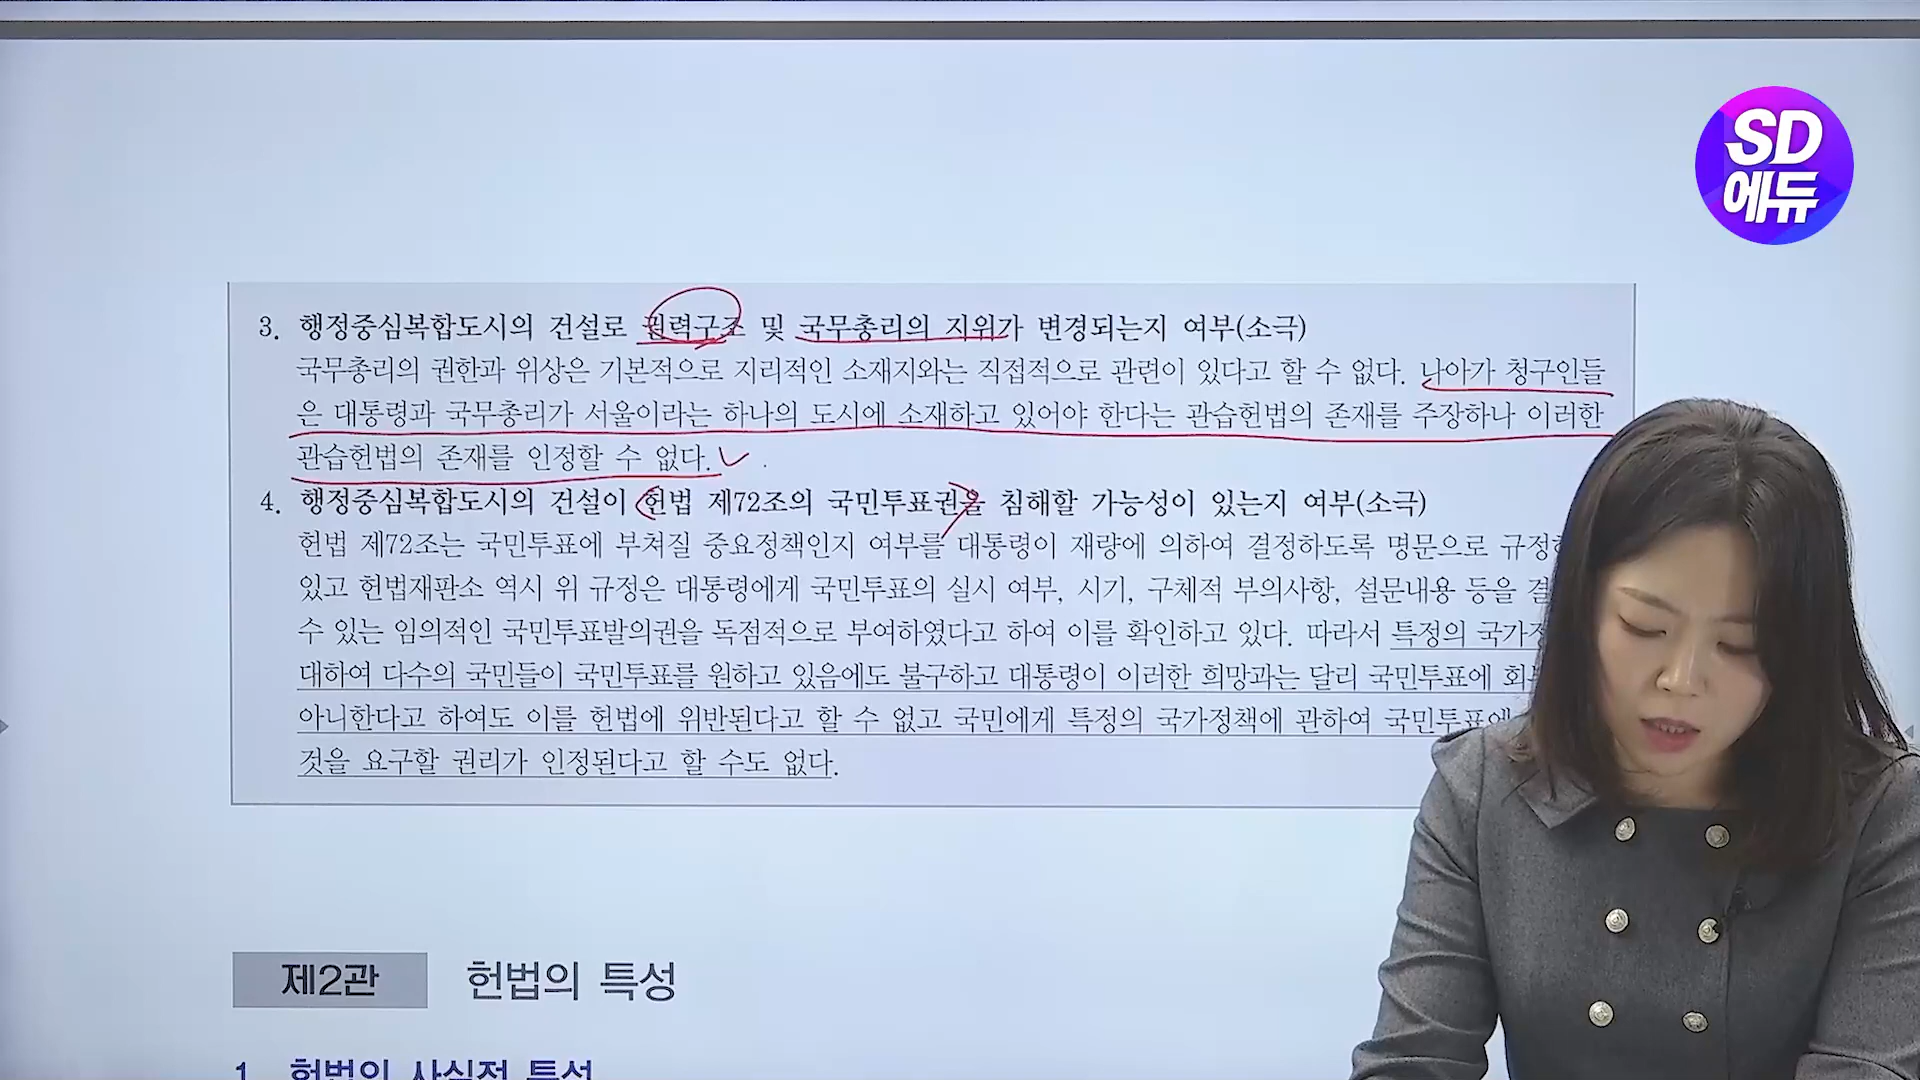 SD
에듀
3. 행정중심복합도시의 건설로 권력구조 및 국무총리의 지위가 변경되는지 여부(소극)
국무총리의 권한과 위상은 기본적으로 지리적인 소재지와는 직접적으로 관련이 있다고 할 수 없다. 나아가 청구인들
은 대통령과 국무총리가 서울이라는 하나의 도시에 소재하고 있어야 한다는 관습헌법의 존재를 주장하나 이러한
관습헌법의 존재를 인정할 수 없다.
4. 행정중심복합도시의 건설이 헌법 제72조의 국민투표권을 침해할 가능성이 있는지 여부(소극)
헌법 제72조는 국민투표에 부쳐질 중요정책인지 여부를 대통령이 재량에 의하여 결정하도록 명문으로
있고 헌법재판소 역시 위 규정은 대통령에게 국민투표의 실시 여부, 시기, 구체적 부의사항, 설문내용 등을
수 있는 임의적인 국민투표발의권을 독점적으로 부여하였다고 하여 이를 확인하고 있다. 따라서 특정의
대하여 다수의 국민들이 국민투표를 원하고 있음에도 불구하고 대통령이 이러한 희망과는 달리 국민투표에
아니한다고 하여도 이를 헌법에 위반된다고 할 수 없고 국민에게 특정의 국가정책에 관하여 국민투표에
것을 요구할 권리가 인정된다고 할 수도 없다.
제2관 헌법의 특성
1. 헌법의 사실적 특성